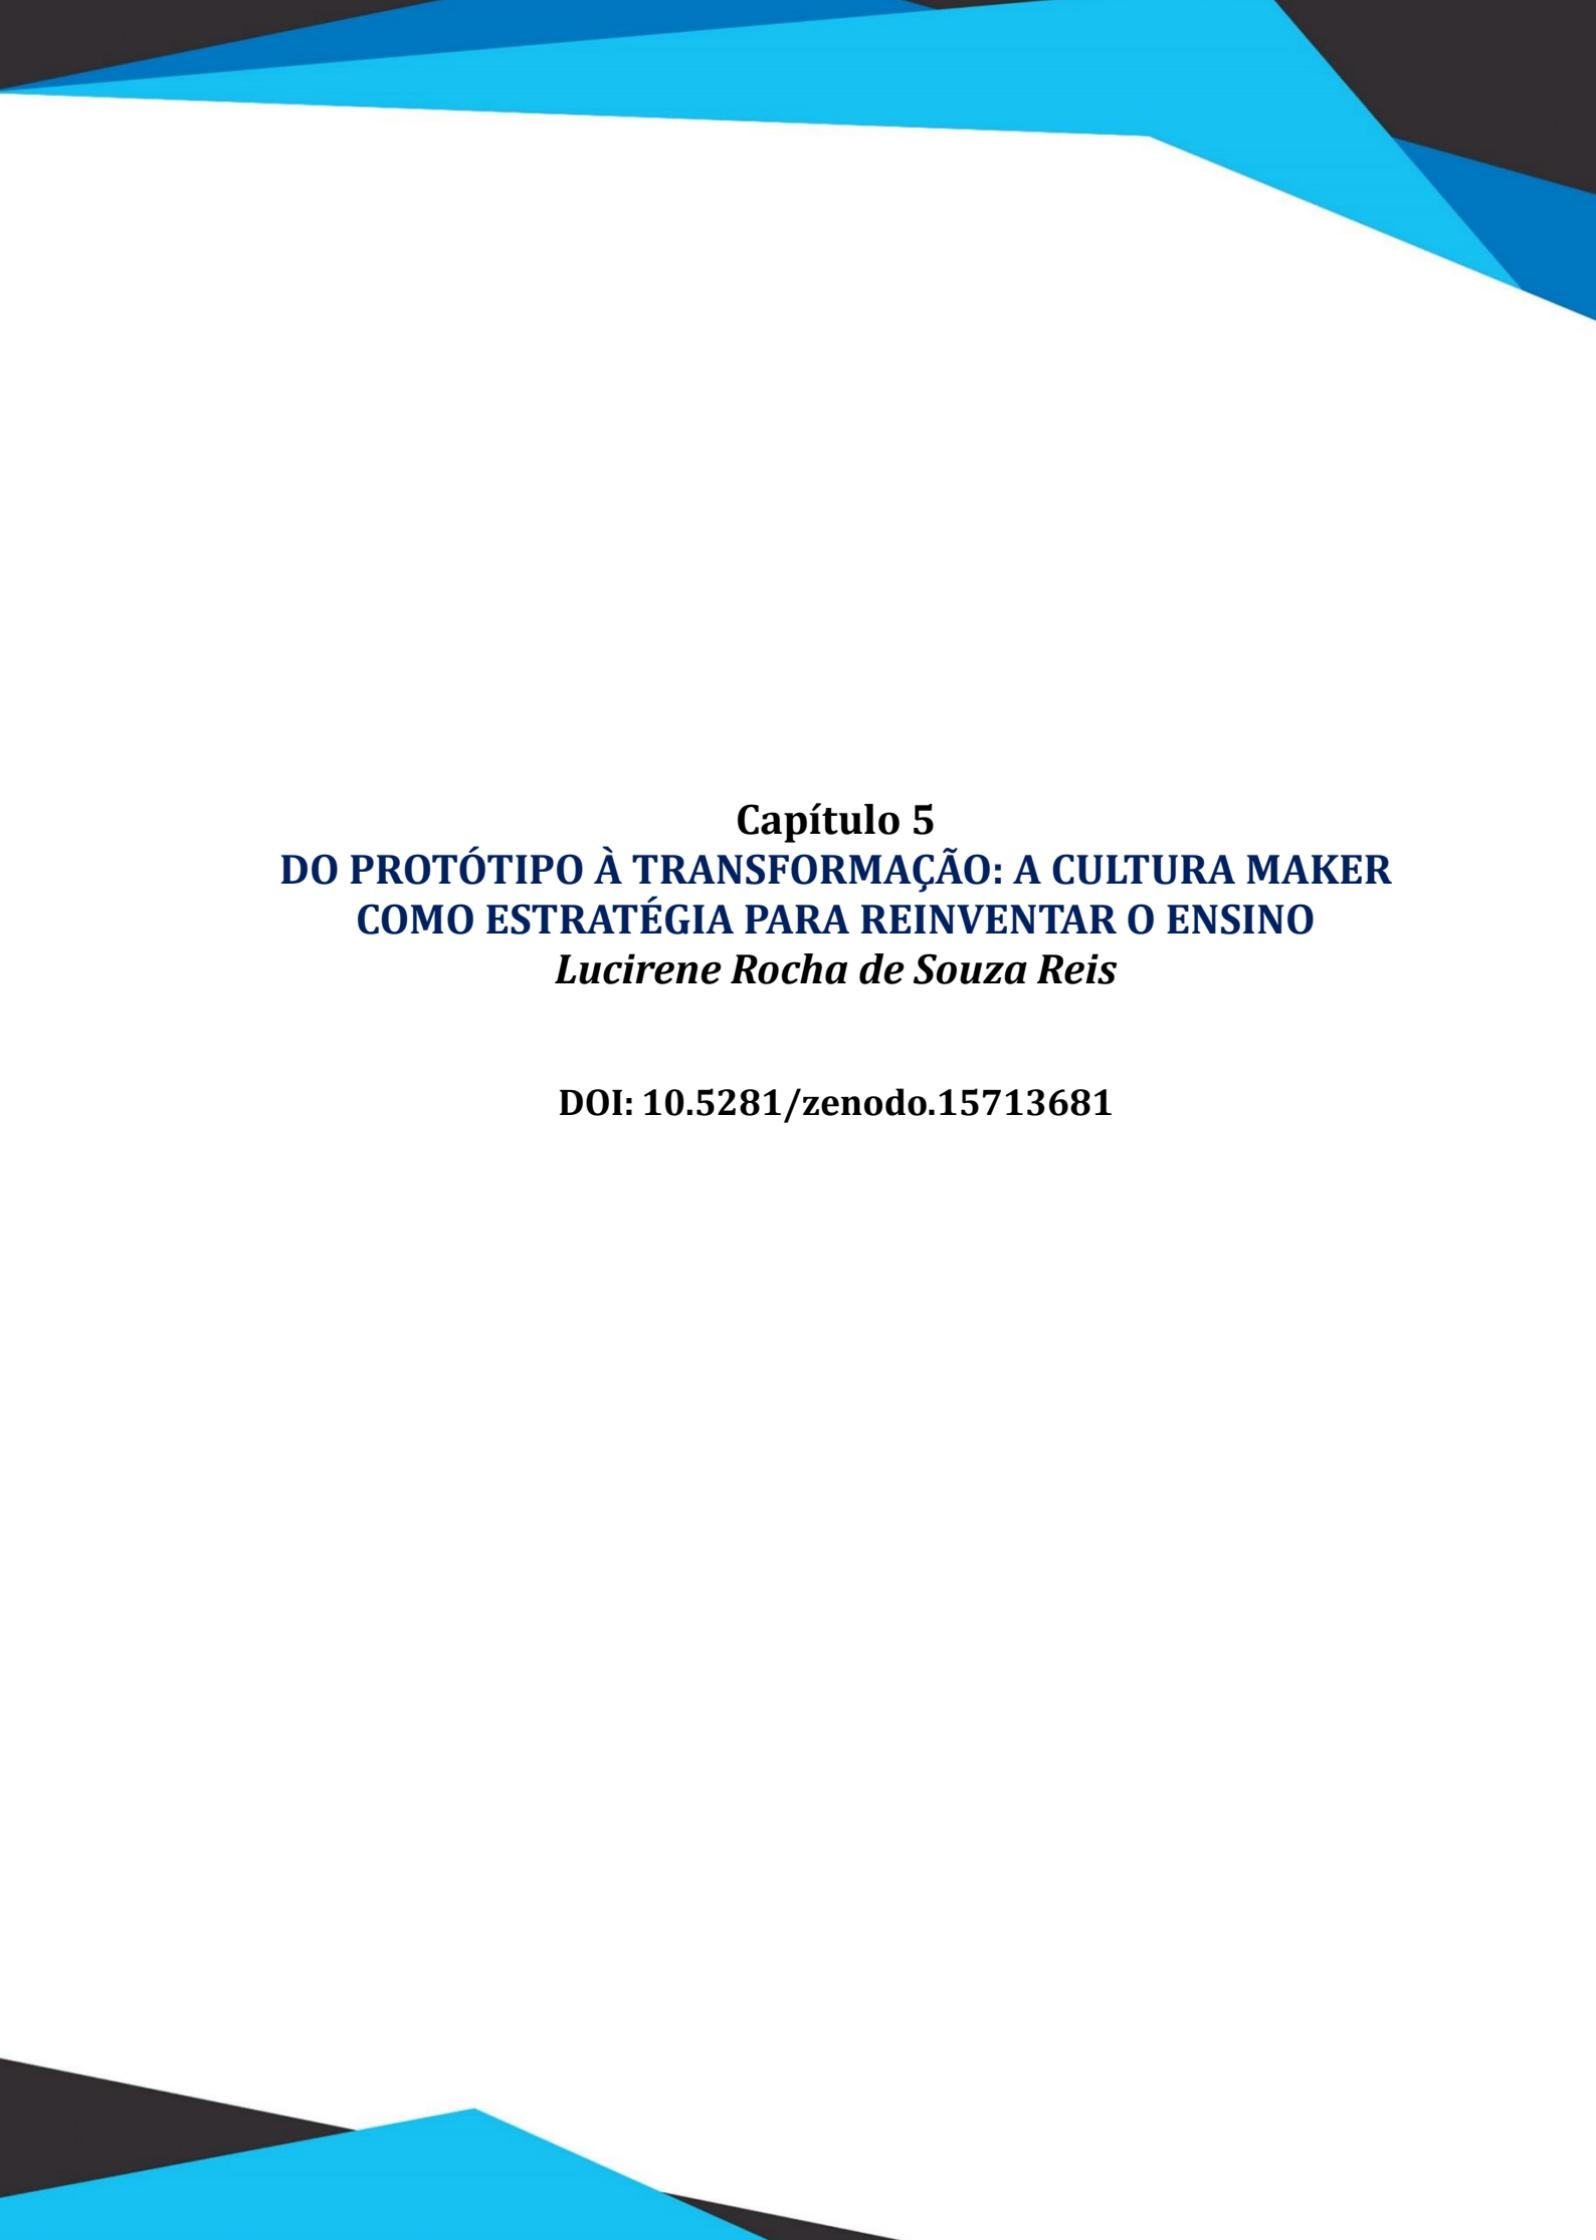 Capítulo 5
DO PROTÓTIPO À TRANSFORMAÇÃO: A CULTURA MAKER
COMO ESTRATÉGIA PARA REINVENTAR O ENSINO
Lucirene Rocha de Souza Reis
DOI: 10.5281/zenodo.15713681